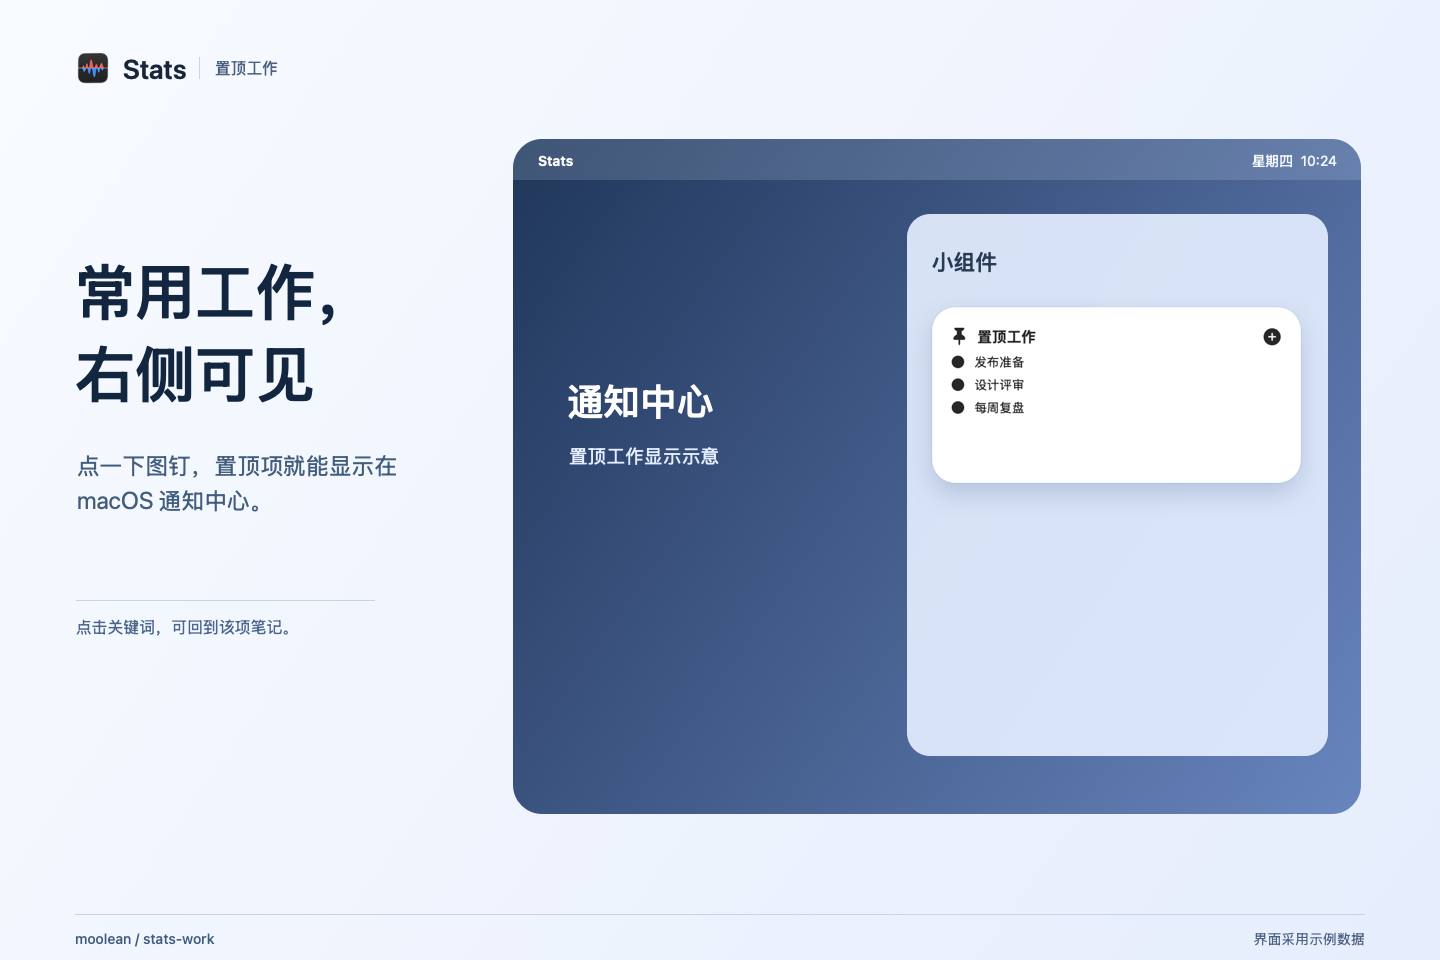 Stats
置顶工作
常用工作，
右侧可见
点一下图钉，置顶项就能显示在
macOS 通知中心。
点击关键词，可回到该项笔记。
Stats
星期四 10:24
通知中心
置顶工作显示示意
小组件
置顶工作
发布准备
设计评审
每周复盘
moolean / stats-work
界面采用示例数据